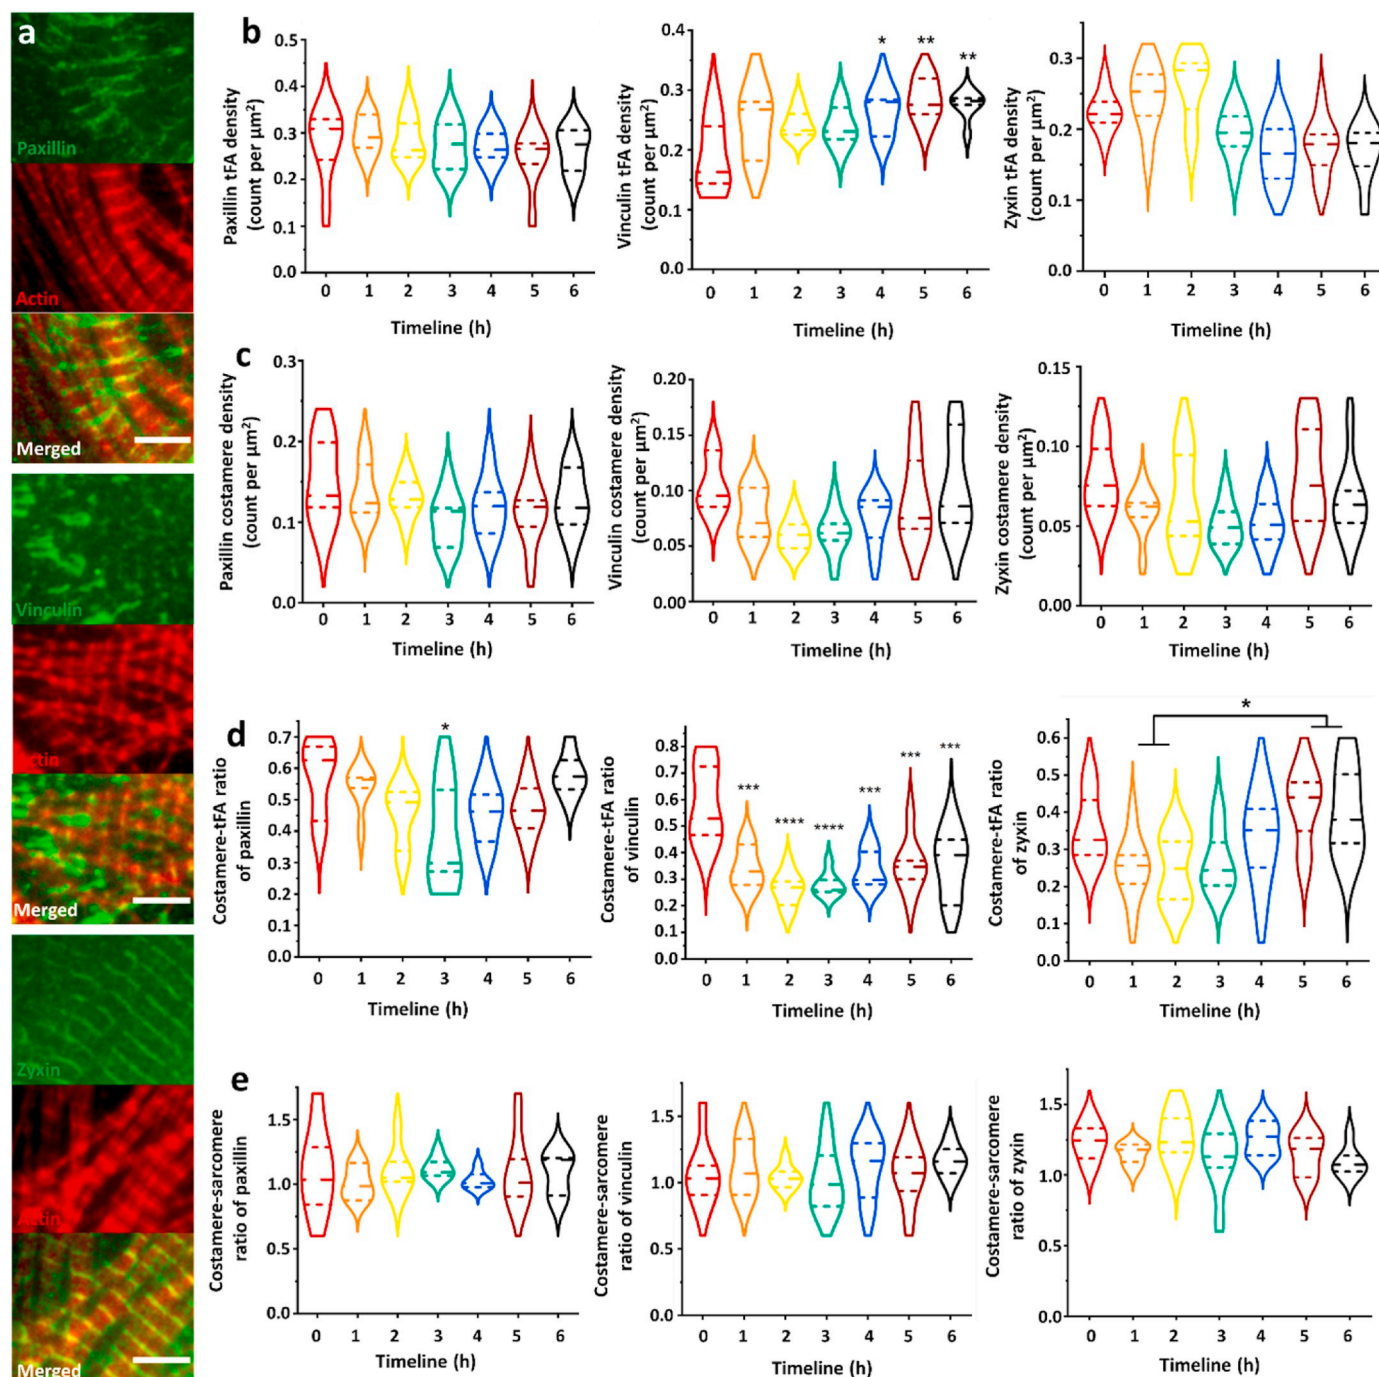 a
Paxillin
Actin
Merged
Vinculin
Actin
Merged
Zyxin
Actin
Merged
b
Paxillin tFA density
(count per μm²)
0.5
0.4
0.3
0.2
0.1
0.0
0 1 2 3 4 5 6
Timeline (h)
Vinculin tFA density
(count per μm²)
0.4
0.3
0.2
0.1
0.0
* ** **
0 1 2 3 4 5 6
Timeline (h)
Zyxin tFA density
(count per μm²)
0.3
0.2
0.1
0.0
0 1 2 3 4 5 6
Timeline (h)
c
Paxillin costamere density
(count per μm²)
0.3
0.2
0.1
0.0
0 1 2 3 4 5 6
Timeline (h)
Vinculin costamere density
(count per μm²)
0.20
0.15
0.10
0.05
0.00
0 1 2 3 4 5 6
Timeline (h)
Zyxin costamere density
(count per μm²)
0.15
0.10
0.05
0.00
0 1 2 3 4 5 6
Timeline (h)
d
Costamere-tFA ratio
of paxillin
0.7
0.6
0.5
0.4
0.3
0.2
0.1
0.0
*
0 1 2 3 4 5 6
Timeline (h)
Costamere-tFA ratio
of vinculin
0.8
0.7
0.6
0.5
0.4
0.3
0.2
0.1
0.0
*** **** **** *** *** ***
0 1 2 3 4 5 6
Timeline (h)
Costamere-tFA ratio
of zyxin
0.6
0.5
0.4
0.3
0.2
0.1
0.0
*
0 1 2 3 4 5 6
Timeline (h)
e
Costamere-sarcomere
ratio of paxillin
1.5
1.0
0.5
0.0
0 1 2 3 4 5 6
Timeline (h)
Costamere-sarcomere
ratio of vinculin
1.5
1.0
0.5
0.0
0 1 2 3 4 5 6
Timeline (h)
Costamere-sarcomere
ratio of zyxin
1.5
1.0
0.5
0.0
0 1 2 3 4 5 6
Timeline (h)